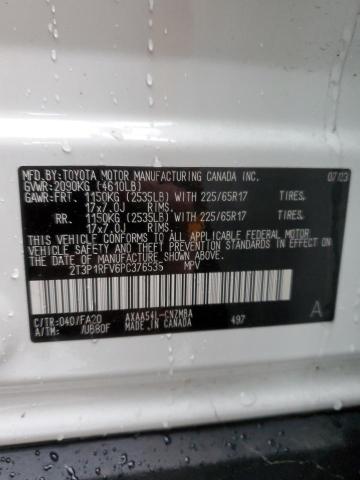 MFD. BY: TOYOTA MOTOR MANUFACTURING CANADA INC. 07/23
GVWR: 2090KG (4610LB)
GAWR: FRT. 1150KG (2535LB) WITH 225/65R17 TIRES,
17x7.0J
RR. 1150KG (2535LB) WITH 225/65R17 TIRES,
17x7.0J
THIS VEHICLE CONFORMS TO ALL APPLICABLE FEDERAL MOTOR
VEHICLE SAFETY AND THEFT PREVENTION STANDARDS IN EFFECT ON THE DATE OF
MANUFACTURE SHOWN ABOVE.
2T3P1RFV6PC376535 MPV
C/TR: 040/FA20 AXAA54L-CNZMBA
A/TM: /UB80F MADE IN CANADA 497
A